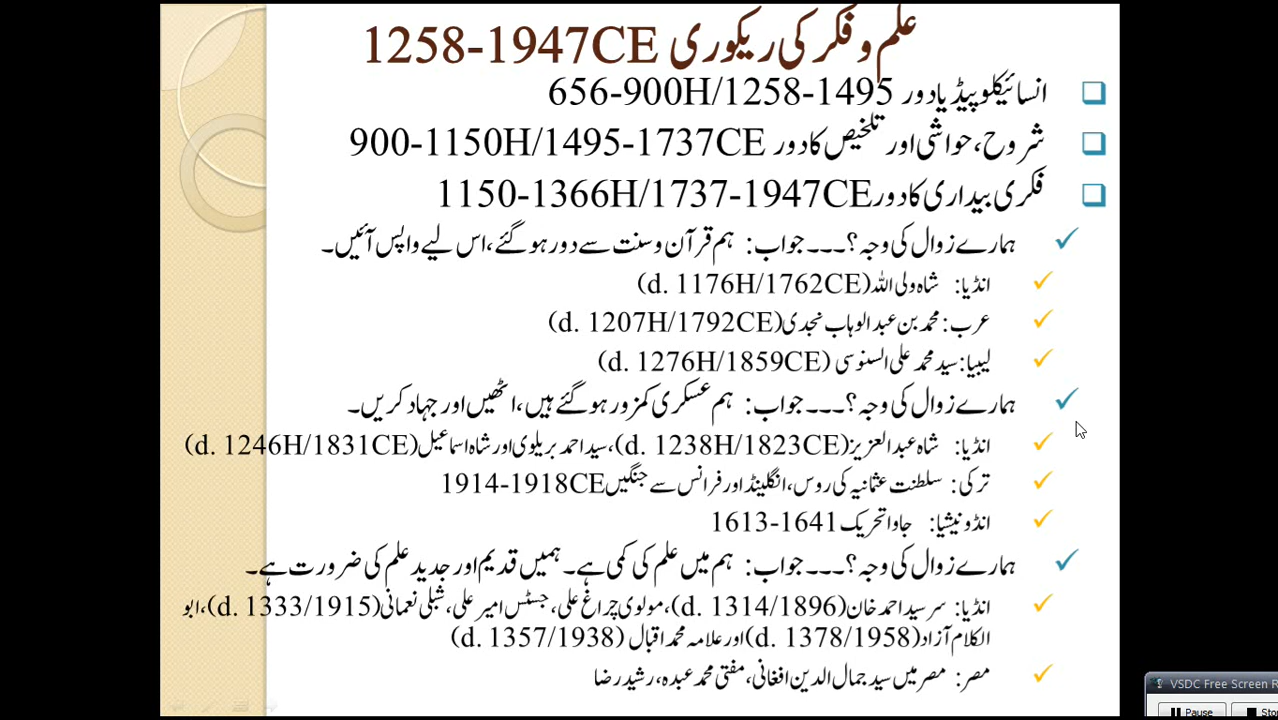 علم و فکر کی ریکوری 1258-1947CE
انسائیکلو پیڈیا دور 656-900H/1258-1495
شروح، حواشی اور تلخیص کا دور 900-1150H/1495-1737CE
فکری بیداری کا دور 1150-1366H/1737-1947CE
ہمارے زوال کی وجہ؟۔۔۔ جواب: ہم قرآن و سنت سے دور ہو گئے، اس لیے واپس آئیں۔
انڈیا: شاہ ولی اللہ (d. 1176H/1762CE)
عرب: محمد بن عبد الوہاب نجدی (d. 1207H/1792CE)
لیبیا: سید محمد علی السنوسی (d. 1276H/1859CE)
ہمارے زوال کی وجہ؟۔۔۔ جواب: ہم عسکری کمزور ہو گئے ہیں، اٹھیں اور جہاد کریں۔
انڈیا: شاہ عبد العزیز (d. 1238H/1823CE)، سید احمد بریلوی اور شاہ اسماعیل (d. 1246H/1831CE)
ترکی: سلطنت عثمانیہ کی روس، انگلینڈ اور فرانس سے جنگیں 1914-1918CE
انڈونیشیا: جاوا تحریک 1613-1641
ہمارے زوال کی وجہ؟۔۔۔ جواب: ہم میں علم کی کمی ہے۔ ہمیں قدیم اور جدید علم کی ضرورت ہے۔
انڈیا: سر سید احمد خان (d. 1314/1896)، مولوی چراغ علی، جسٹس امیر علی، شبلی نعمانی (d. 1333/1915)، ابو
الکلام آزاد (d. 1378/1958) اور علامہ محمد اقبال (d. 1357/1938)
مصر: مصر میں سید جمال الدین افغانی، مفتی محمد عبدہ، رشید رضا
VSDC Free Screen R
Pause Sto